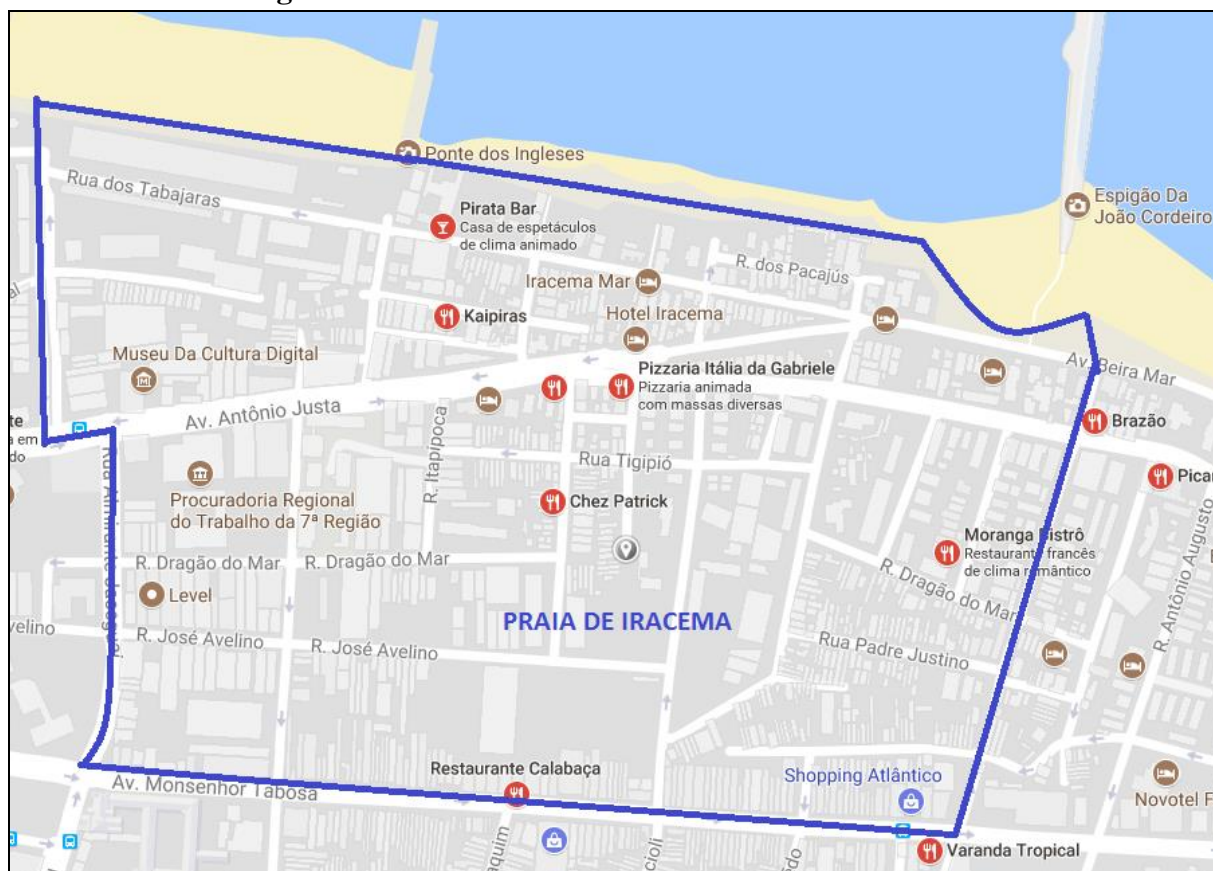 Ponte dos Ingleses
Rua dos Tabajaras
Espigão Da
João Cordeiro
Pirata Bar
Casa de espetáculos
de clima animado
R. dos Pacajús
Iracema Mar
Kaipiras
Hotel Iracema
Museu Da Cultura Digital
Pizzaria Itália da Gabriele
Pizzaria animada
com massas diversas
Av. Beira Mar
Av. Antônio Justa
R. Itapipoca
Brazão
te
a em
do
Rua Tigipió
Procuradoria Regional
do Trabalho da 7ª Região
Chez Patrick
Moranga Bistrô
Restaurante francês
de clima romântico
R. Dragão do Mar
R. Dragão do Mar
R. Dragão do Mar
R. Antônio Augusto
Level
PRAIA DE IRACEMA
R. José Avelino
R. José Avelino
Rua Padre Justino
Restaurante Calabaça
Shopping Atlântico
Av. Monsenhor Tabosa
Novotel F
Varanda Tropical